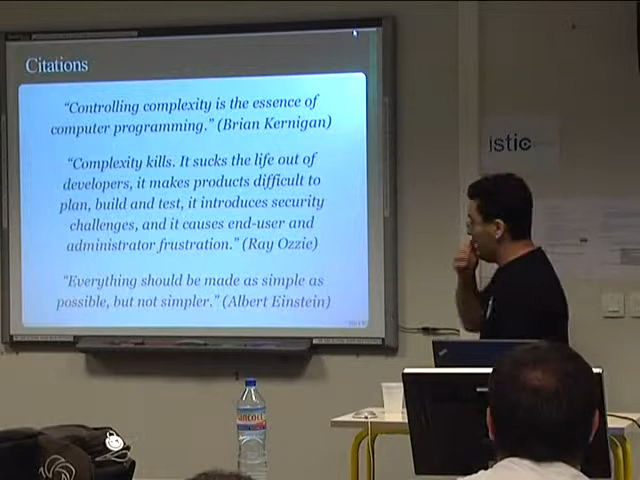 Citations
“Controlling complexity is the essence of
computer programming.” (Brian Kernigan)
“Complexity kills. It sucks the life out of
developers, it makes products difficult to
plan, build and test, it introduces security
challenges, and it causes end-user and
administrator frustration.” (Ray Ozzie)
“Everything should be made as simple as
possible, but not simpler.” (Albert Einstein)
istic